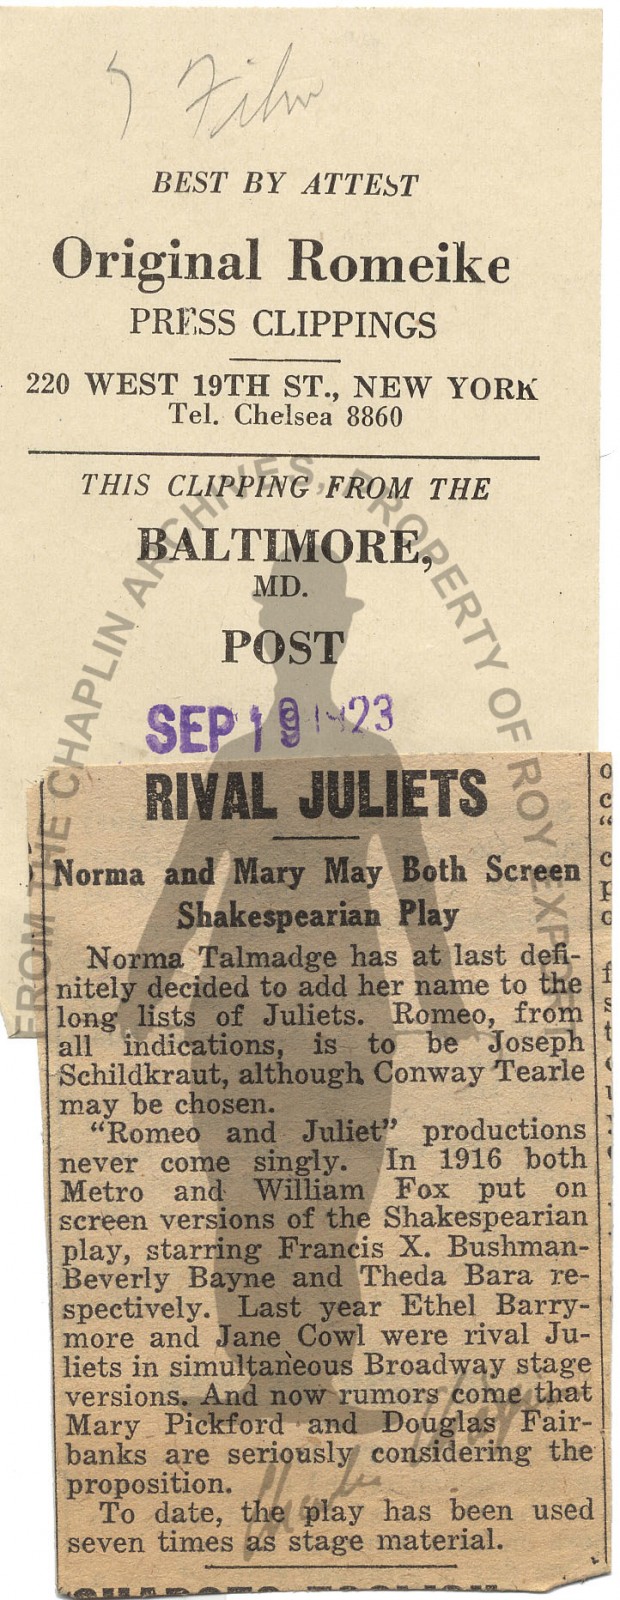 Film
BEST BY ATTEST
Original Romeike
PRESS CLIPPINGS
220 WEST 19TH ST., NEW YORK
Tel. Chelsea 8860
THIS CLIPPING FROM THE
BALTIMORE,
MD.
POST
SEP 19 1923
FROM THE CHAPLIN ARCHIVES, PROPERTY OF ROY EXPORT
RIVAL JULIETS
Norma and Mary May Both Screen
Shakespearian Play
Norma Talmadge has at last defi-
nitely decided to add her name to the
long lists of Juliets. Romeo, from
all indications, is to be Joseph
Schildkraut, although Conway Tearle
may be chosen.
"Romeo and Juliet" productions
never come singly. In 1916 both
Metro and William Fox put on
screen versions of the Shakespearian
play, starring Francis X. Bushman-
Beverly Bayne and Theda Bara re-
spectively. Last year Ethel Barry-
more and Jane Cowl were rival Ju-
liets in simultaneous Broadway stage
versions. And now rumors come that
Mary Pickford and Douglas Fair-
banks are seriously considering the
proposition.
To date, the play has been used
seven times as stage material.